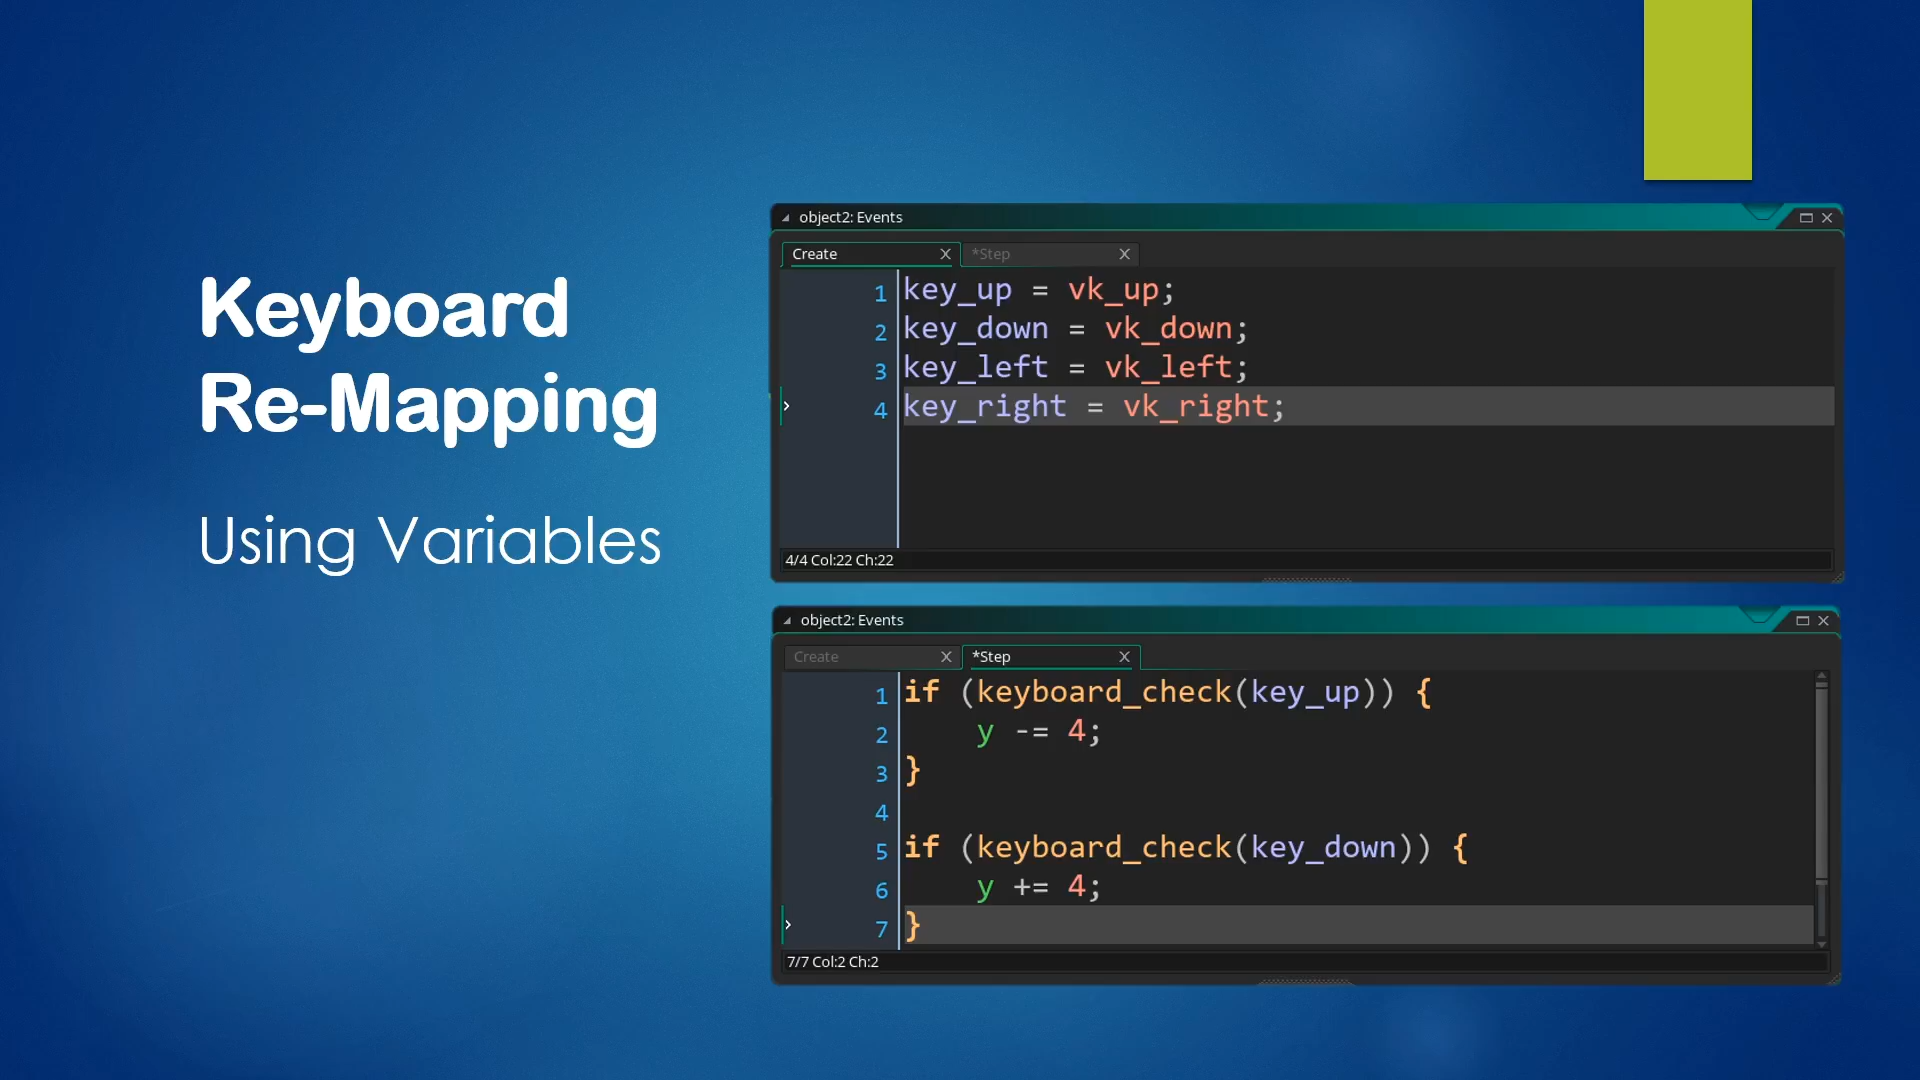 Keyboard
Re-Mapping
Using Variables
object2: Events
Create X *Step X
1 key_up = vk_up;
2 key_down = vk_down;
3 key_left = vk_left;
4 key_right = vk_right;
4/4 Col:22 Ch:22
object2: Events
Create X *Step X
1 if (keyboard_check(key_up)) {
2     y -= 4;
3 }
4
5 if (keyboard_check(key_down)) {
6     y += 4;
7 }
7/7 Col:2 Ch:2